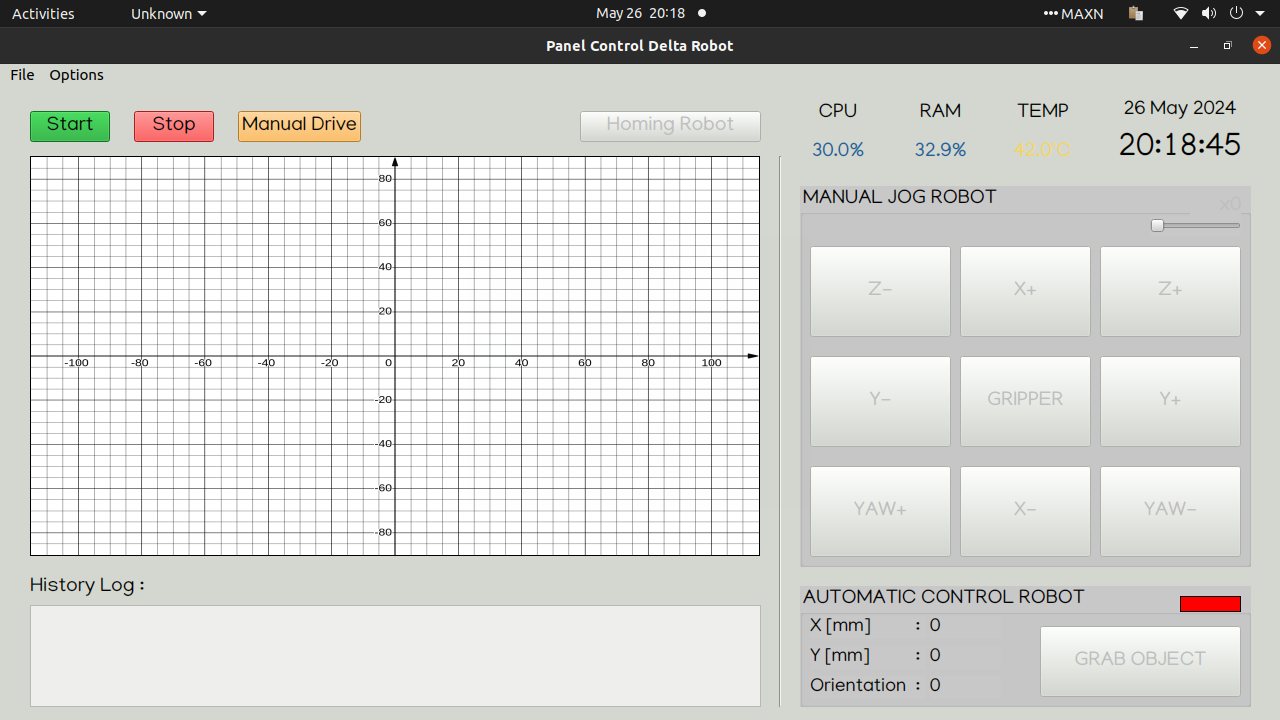 Activities Unknown May 26 20:18 MAXN
Panel Control Delta Robot
File Options
Start Stop Manual Drive Homing Robot
CPU RAM TEMP 26 May 2024
30.0% 32.9% 42.0°C 20:18:45
80
60
40
20
-100 -80 -60 -40 -20 0 20 40 60 80 100
-20
-40
-60
-80
MANUAL JOG ROBOT
x0
Z- X+ Z+
Y- GRIPPER Y+
YAW+ X- YAW-
History Log :
AUTOMATIC CONTROL ROBOT
X [mm] : 0
Y [mm] : 0
Orientation : 0
GRAB OBJECT